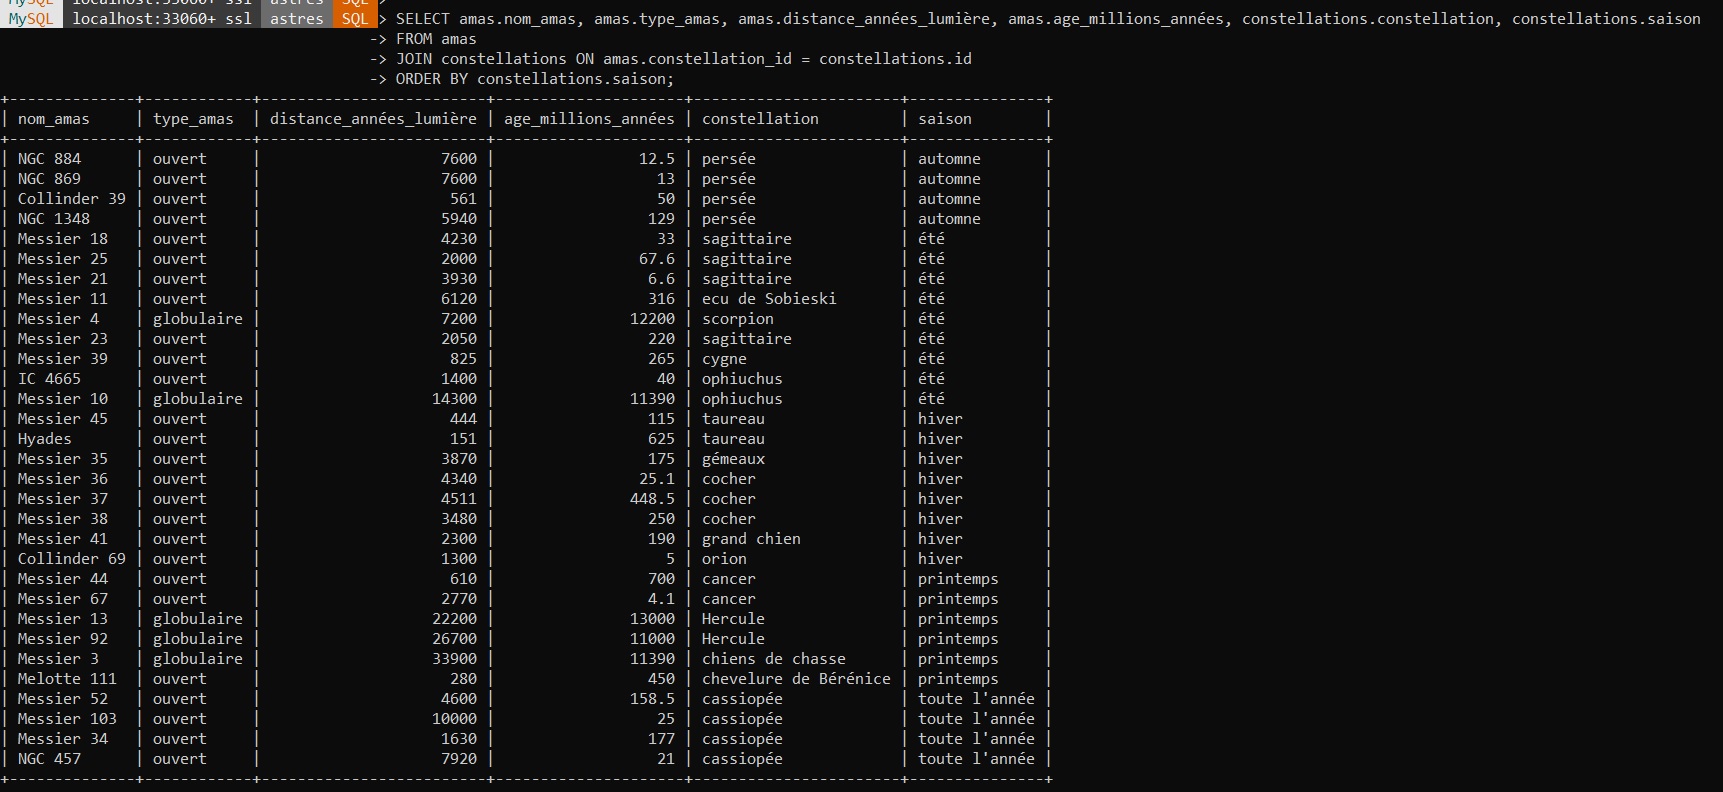 MySQL localhost:33060+ ssl astres SQL >
MySQL localhost:33060+ ssl astres SQL > SELECT amas.nom_amas, amas.type_amas, amas.distance_années_lumière, amas.age_millions_années, constellations.constellation, constellations.saison
-> FROM amas
-> JOIN constellations ON amas.constellation_id = constellations.id
-> ORDER BY constellations.saison;
+--------------+------------+-------------------------+---------------------+-----------------------+---------------+
| nom_amas | type_amas | distance_années_lumière | age_millions_années | constellation | saison |
+--------------+------------+-------------------------+---------------------+-----------------------+---------------+
| NGC 884 | ouvert | 7600 | 12.5 | persée | automne |
| NGC 869 | ouvert | 7600 | 13 | persée | automne |
| Collinder 39 | ouvert | 561 | 50 | persée | automne |
| NGC 1348 | ouvert | 5940 | 129 | persée | automne |
| Messier 18 | ouvert | 4230 | 33 | sagittaire | été |
| Messier 25 | ouvert | 2000 | 67.6 | sagittaire | été |
| Messier 21 | ouvert | 3930 | 6.6 | sagittaire | été |
| Messier 11 | ouvert | 6120 | 316 | ecu de Sobieski | été |
| Messier 4 | globulaire | 7200 | 12200 | scorpion | été |
| Messier 23 | ouvert | 2050 | 220 | sagittaire | été |
| Messier 39 | ouvert | 825 | 265 | cygne | été |
| IC 4665 | ouvert | 1400 | 40 | ophiuchus | été |
| Messier 10 | globulaire | 14300 | 11390 | ophiuchus | été |
| Messier 45 | ouvert | 444 | 115 | taureau | hiver |
| Hyades | ouvert | 151 | 625 | taureau | hiver |
| Messier 35 | ouvert | 3870 | 175 | gémeaux | hiver |
| Messier 36 | ouvert | 4340 | 25.1 | cocher | hiver |
| Messier 37 | ouvert | 4511 | 448.5 | cocher | hiver |
| Messier 38 | ouvert | 3480 | 250 | cocher | hiver |
| Messier 41 | ouvert | 2300 | 190 | grand chien | hiver |
| Collinder 69 | ouvert | 1300 | 5 | orion | hiver |
| Messier 44 | ouvert | 610 | 700 | cancer | printemps |
| Messier 67 | ouvert | 2770 | 4.1 | cancer | printemps |
| Messier 13 | globulaire | 22200 | 13000 | Hercule | printemps |
| Messier 92 | globulaire | 26700 | 11000 | Hercule | printemps |
| Messier 3 | globulaire | 33900 | 11390 | chiens de chasse | printemps |
| Melotte 111 | ouvert | 280 | 450 | chevelure de Bérénice | printemps |
| Messier 52 | ouvert | 4600 | 158.5 | cassiopée | toute l'année |
| Messier 103 | ouvert | 10000 | 25 | cassiopée | toute l'année |
| Messier 34 | ouvert | 1630 | 177 | cassiopée | toute l'année |
| NGC 457 | ouvert | 7920 | 21 | cassiopée | toute l'année |
+--------------+------------+-------------------------+---------------------+-----------------------+---------------+